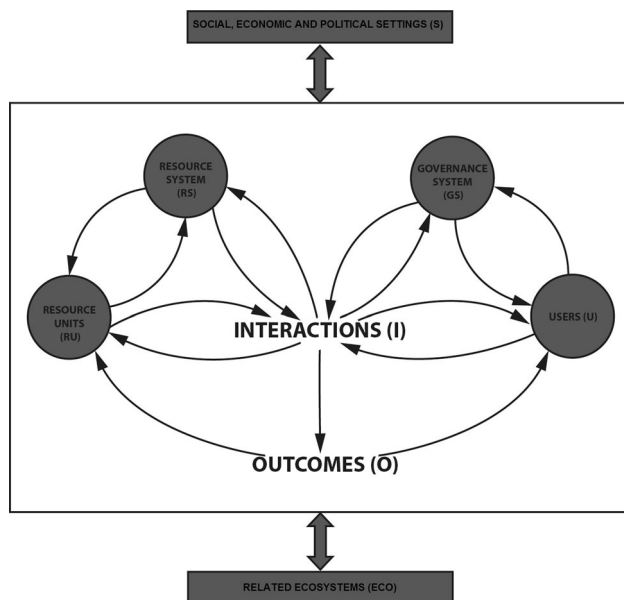 SOCIAL, ECONOMIC AND POLITICAL SETTINGS (S)
RESOURCE
SYSTEM
(RS)
GOVERNANCE
SYSTEM
(GS)
RESOURCE
UNITS
(RU)
INTERACTIONS (I)
USERS (U)
OUTCOMES (O)
RELATED ECOSYSTEMS (ECO)